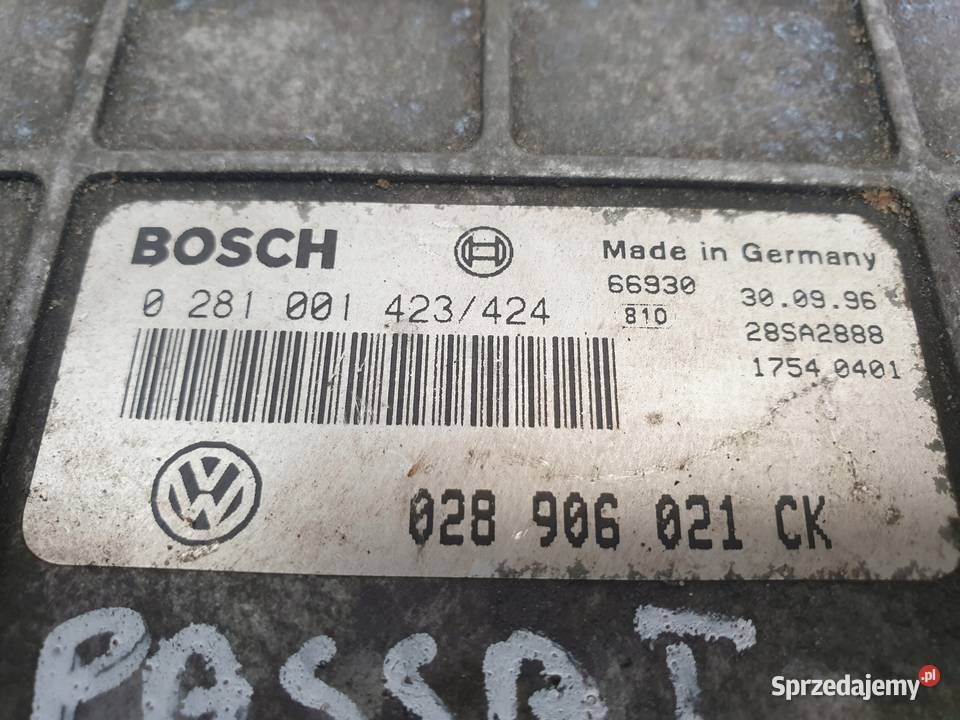 BOSCH
Made in Germany
0 281 001 423/424
66930
810
30.09.96
28SA2888
1754 0401
028 906 021 CK
PASSAT
Sprzedajemy.pl